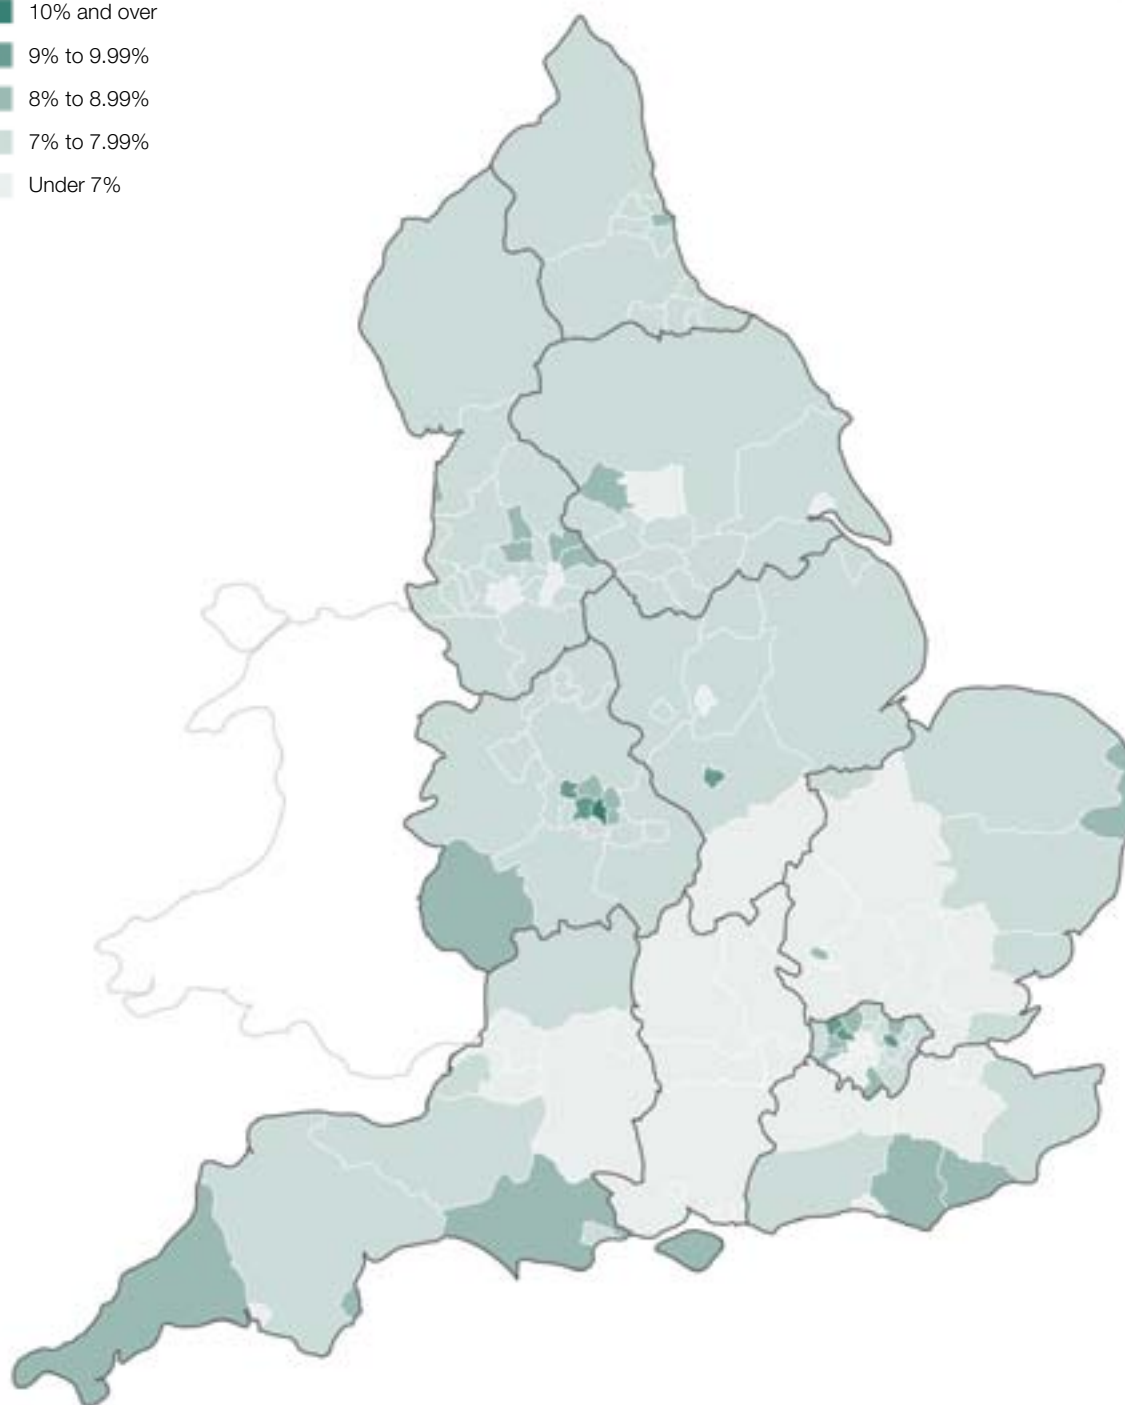 10% and over
9% to 9.99%
8% to 8.99%
7% to 7.99%
Under 7%